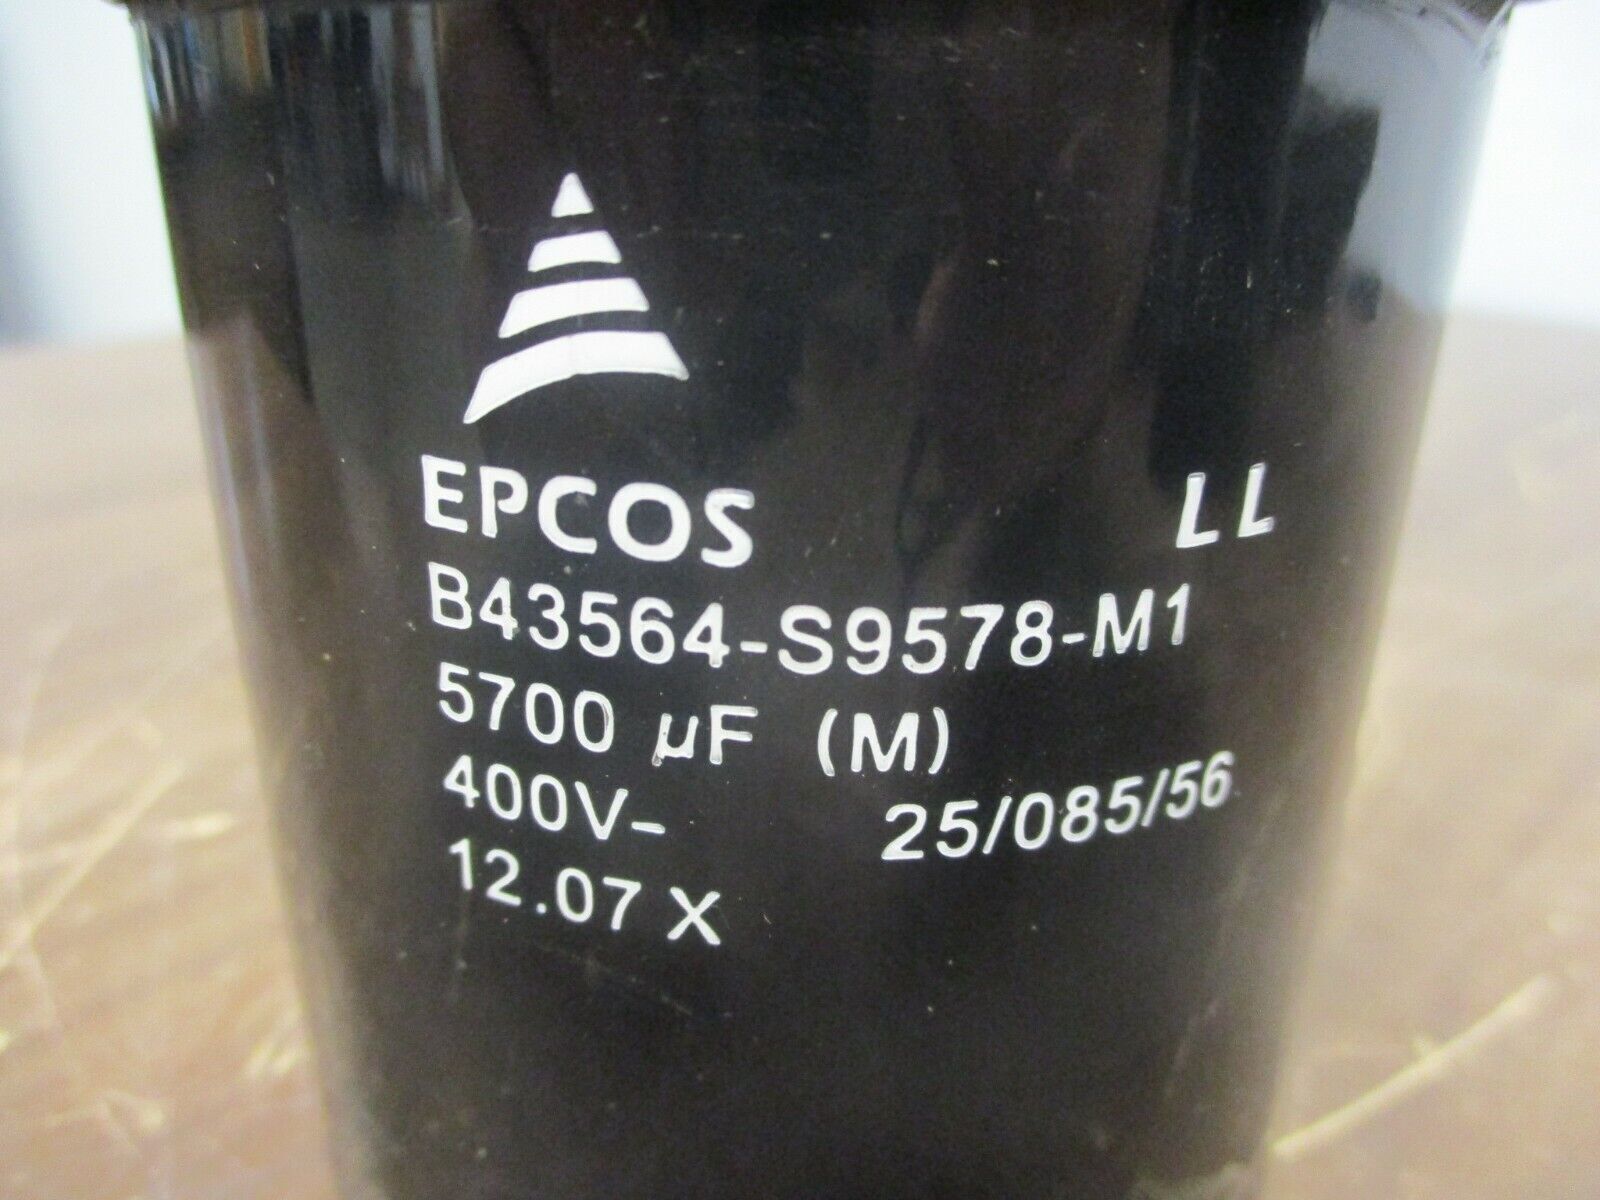 EPCOS LL
B43564-S9578-M1
5700 µF (M)
400V- 25/085/56
12.07 X